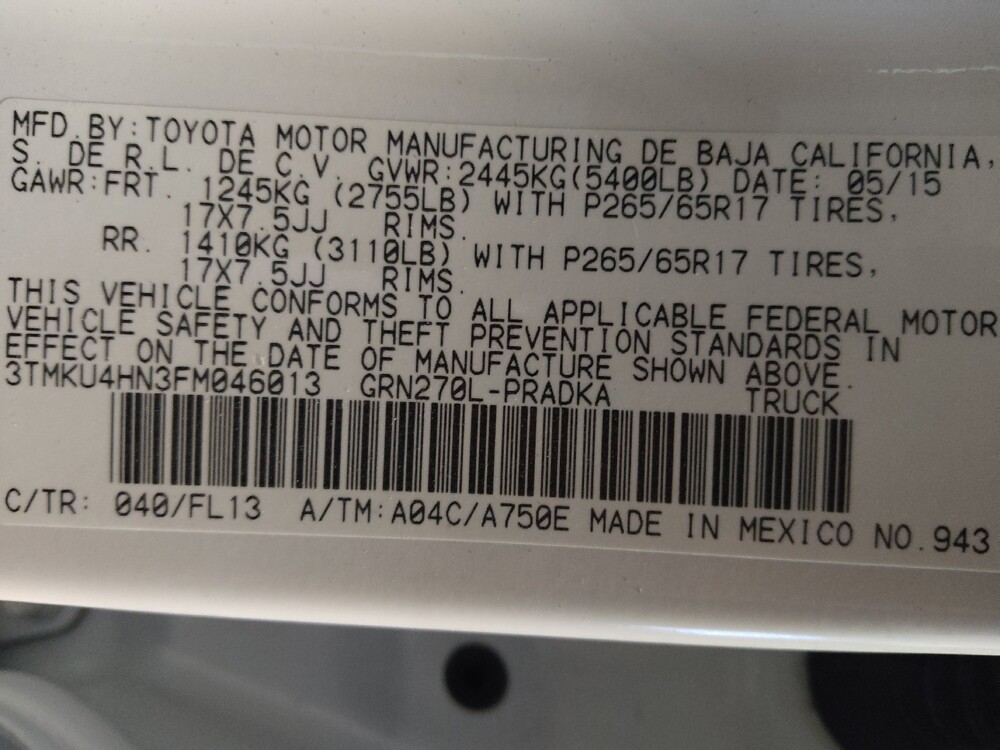 MFD.BY:TOYOTA MOTOR MANUFACTURING DE BAJA CALIFORNIA,
S. DE R.L. DE C.V. GVWR:2445KG(5400LB) DATE: 05/15
GAWR:FRT. 1245KG (2755LB) WITH P265/65R17 TIRES,
17X7.5JJ RIMS.
RR. 1410KG (3110LB) WITH P265/65R17 TIRES,
17X7.5JJ RIMS.
THIS VEHICLE CONFORMS TO ALL APPLICABLE FEDERAL MOTOR
VEHICLE SAFETY AND THEFT PREVENTION STANDARDS IN
EFFECT ON THE DATE OF MANUFACTURE SHOWN ABOVE.
3TMKU4HN3FM046013 GRN270L-PRADKA TRUCK
C/TR: 040/FL13 A/TM:A04C/A750E MADE IN MEXICO NO.943